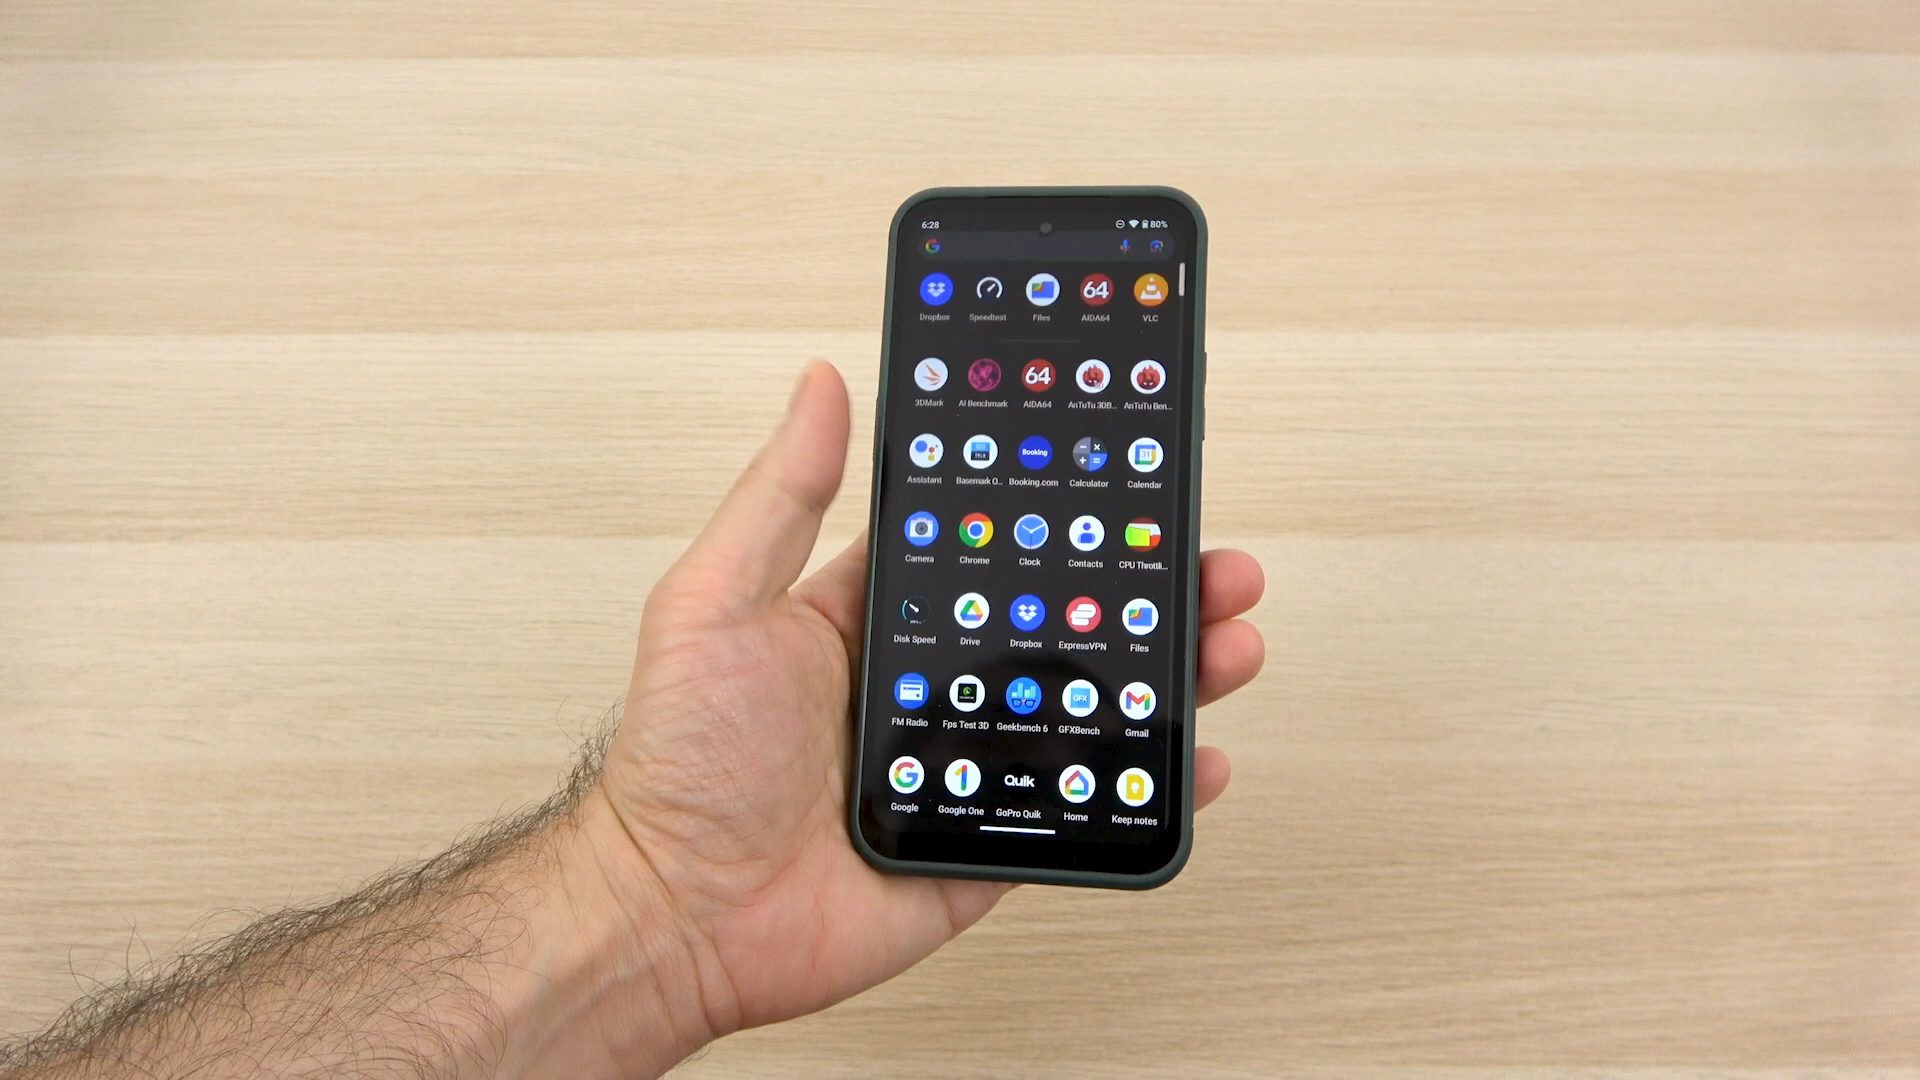 6:28 80%
Dropbox Speedtest Files AIDA64 VLC
64
3DMark AI Benchmark AIDA64 AnTuTu 3DB... AnTuTu Ben...
64
Assistant Basemark O... Booking.com Calculator Calendar
Booking 31
Camera Chrome Clock Contacts CPU Throttli...
Disk Speed Drive Dropbox ExpressVPN Files
FM Radio Fps Test 3D Geekbench 6 GFXBench Gmail
GFX
Quik
Google Google One GoPro Quik Home Keep notes